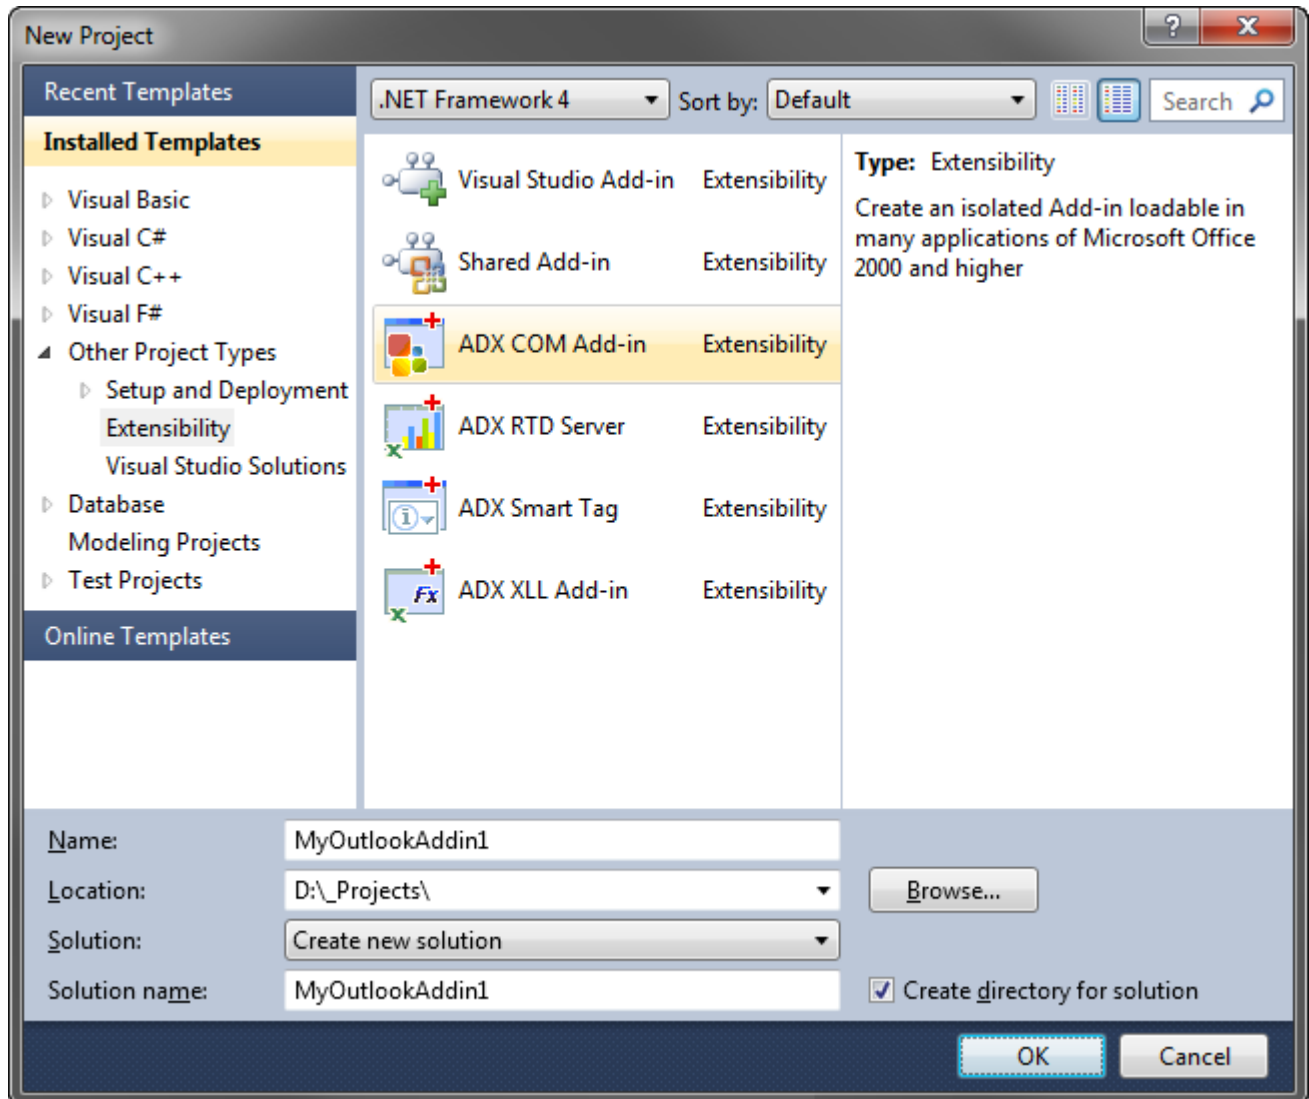 New Project
?
X
Recent Templates
Installed Templates
Visual Basic
Visual C#
Visual C++
Visual F#
Other Project Types
Setup and Deployment
Extensibility
Visual Studio Solutions
Database
Modeling Projects
Test Projects
Online Templates
.NET Framework 4 Sort by: Default Search
Visual Studio Add-in Extensibility
Shared Add-in Extensibility
ADX COM Add-in Extensibility
ADX RTD Server Extensibility
ADX Smart Tag Extensibility
Fx
ADX XLL Add-in Extensibility
Type: Extensibility
Create an isolated Add-in loadable in
many applications of Microsoft Office
2000 and higher
Name: MyOutlookAddin1
Location: D:\_Projects\ Browse...
Solution: Create new solution
Solution name: MyOutlookAddin1 Create directory for solution
OK Cancel